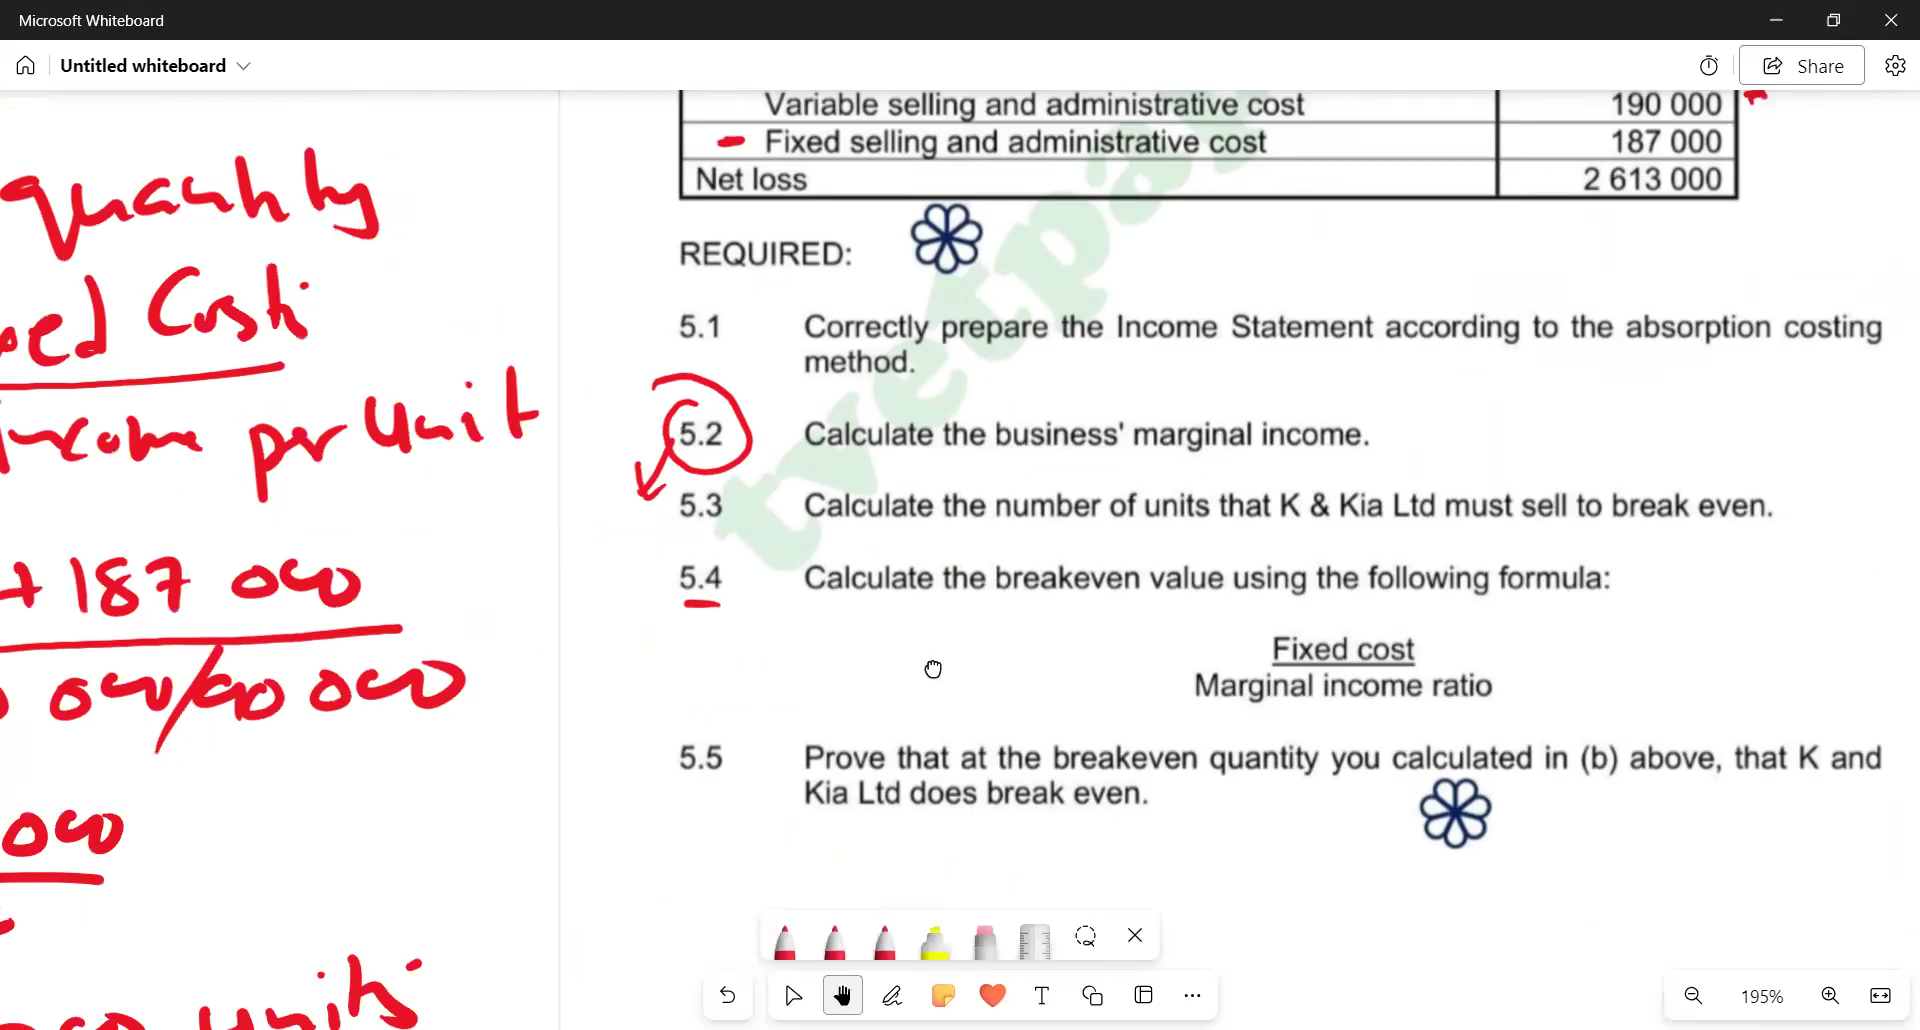 Microsoft Whiteboard
Untitled whiteboard
Share
Variable selling and administrative cost 190 000
Fixed selling and administrative cost 187 000
Net loss 2 613 000
REQUIRED:
5.1 Correctly prepare the Income Statement according to the absorption costing
method.
5.2 Calculate the business' marginal income.
5.3 Calculate the number of units that K & Kia Ltd must sell to break even.
5.4 Calculate the breakeven value using the following formula:
Fixed cost
Marginal income ratio
5.5 Prove that at the breakeven quantity you calculated in (b) above, that K and
Kia Ltd does break even.
quantity
Costs
income per unit
+ 187 000
units
tvetpap
195%